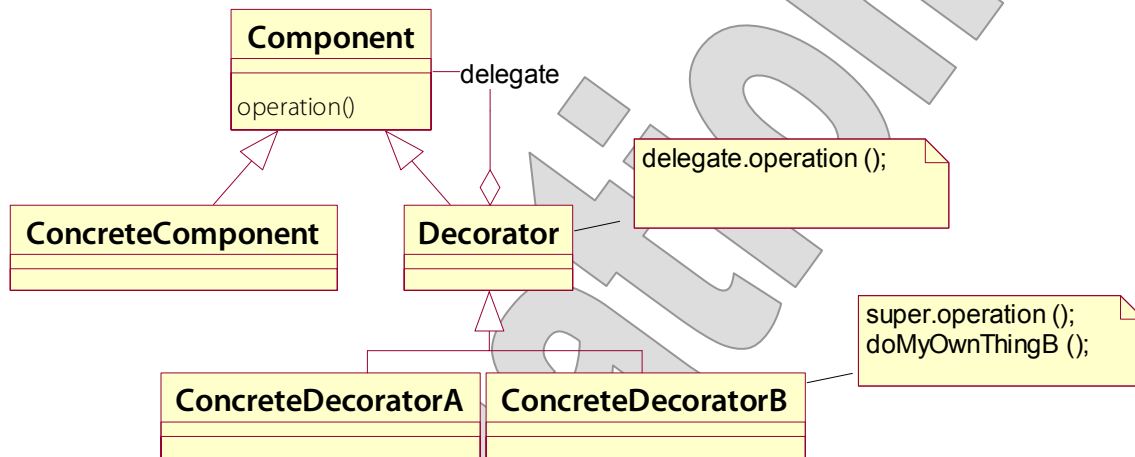 Component
delegate
operation()
delegate.operation ();
ConcreteComponent
Decorator
super.operation ();
doMyOwnThingB ();
ConcreteDecoratorA
ConcreteDecoratorB